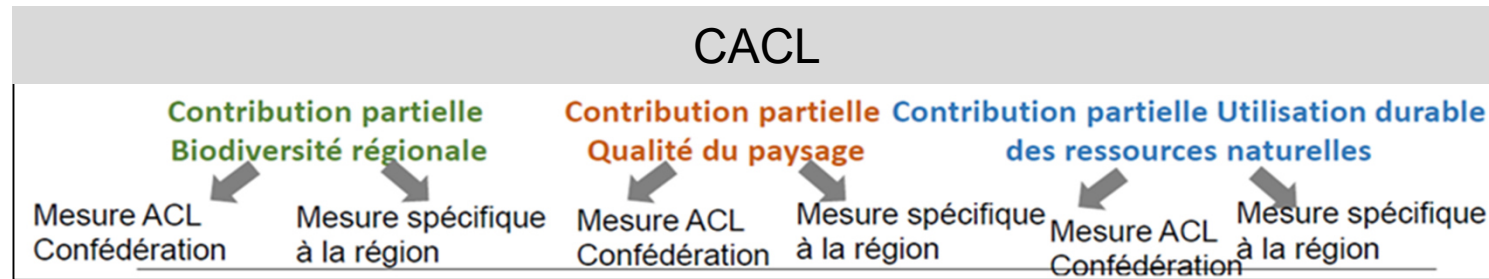 CACL
Contribution partielle
Biodiversité régionale
Contribution partielle
Qualité du paysage
Contribution partielle Utilisation durable
des ressources naturelles
Mesure ACL
Confédération
Mesure spécifique
à la région
Mesure ACL
Confédération
Mesure spécifique
à la région
Mesure ACL
Confédération
Mesure spécifique
à la région